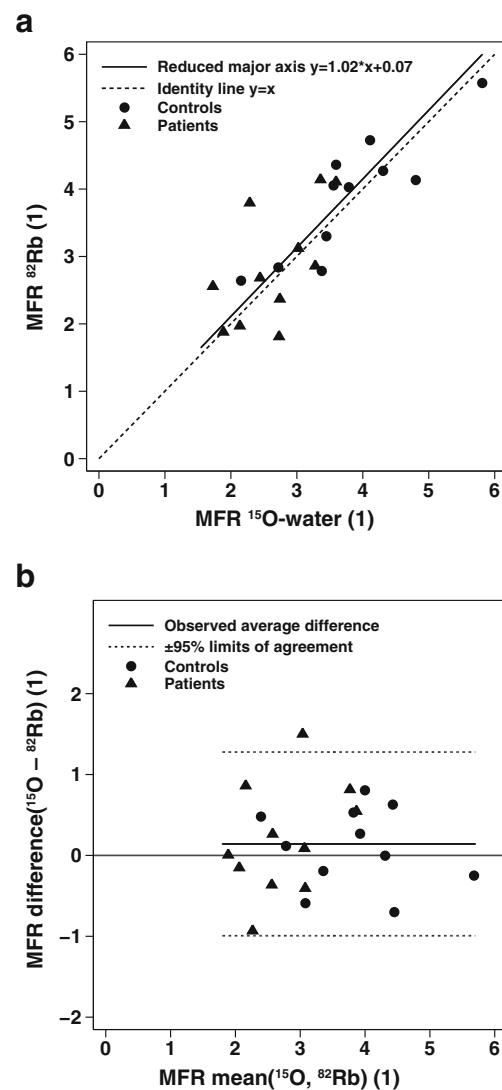 a
Reduced major axis y=1.02*x+0.07
Identity line y=x
Controls
Patients
6
5
4
3
2
1
0
MFR ⁸²Rb (1)
0 1 2 3 4 5 6
MFR ¹⁵O-water (1)
b
Observed average difference
±95% limits of agreement
Controls
Patients
2
1
0
−1
−2
MFR difference(¹⁵O – ⁸²Rb) (1)
0 1 2 3 4 5 6
MFR mean(¹⁵O, ⁸²Rb) (1)